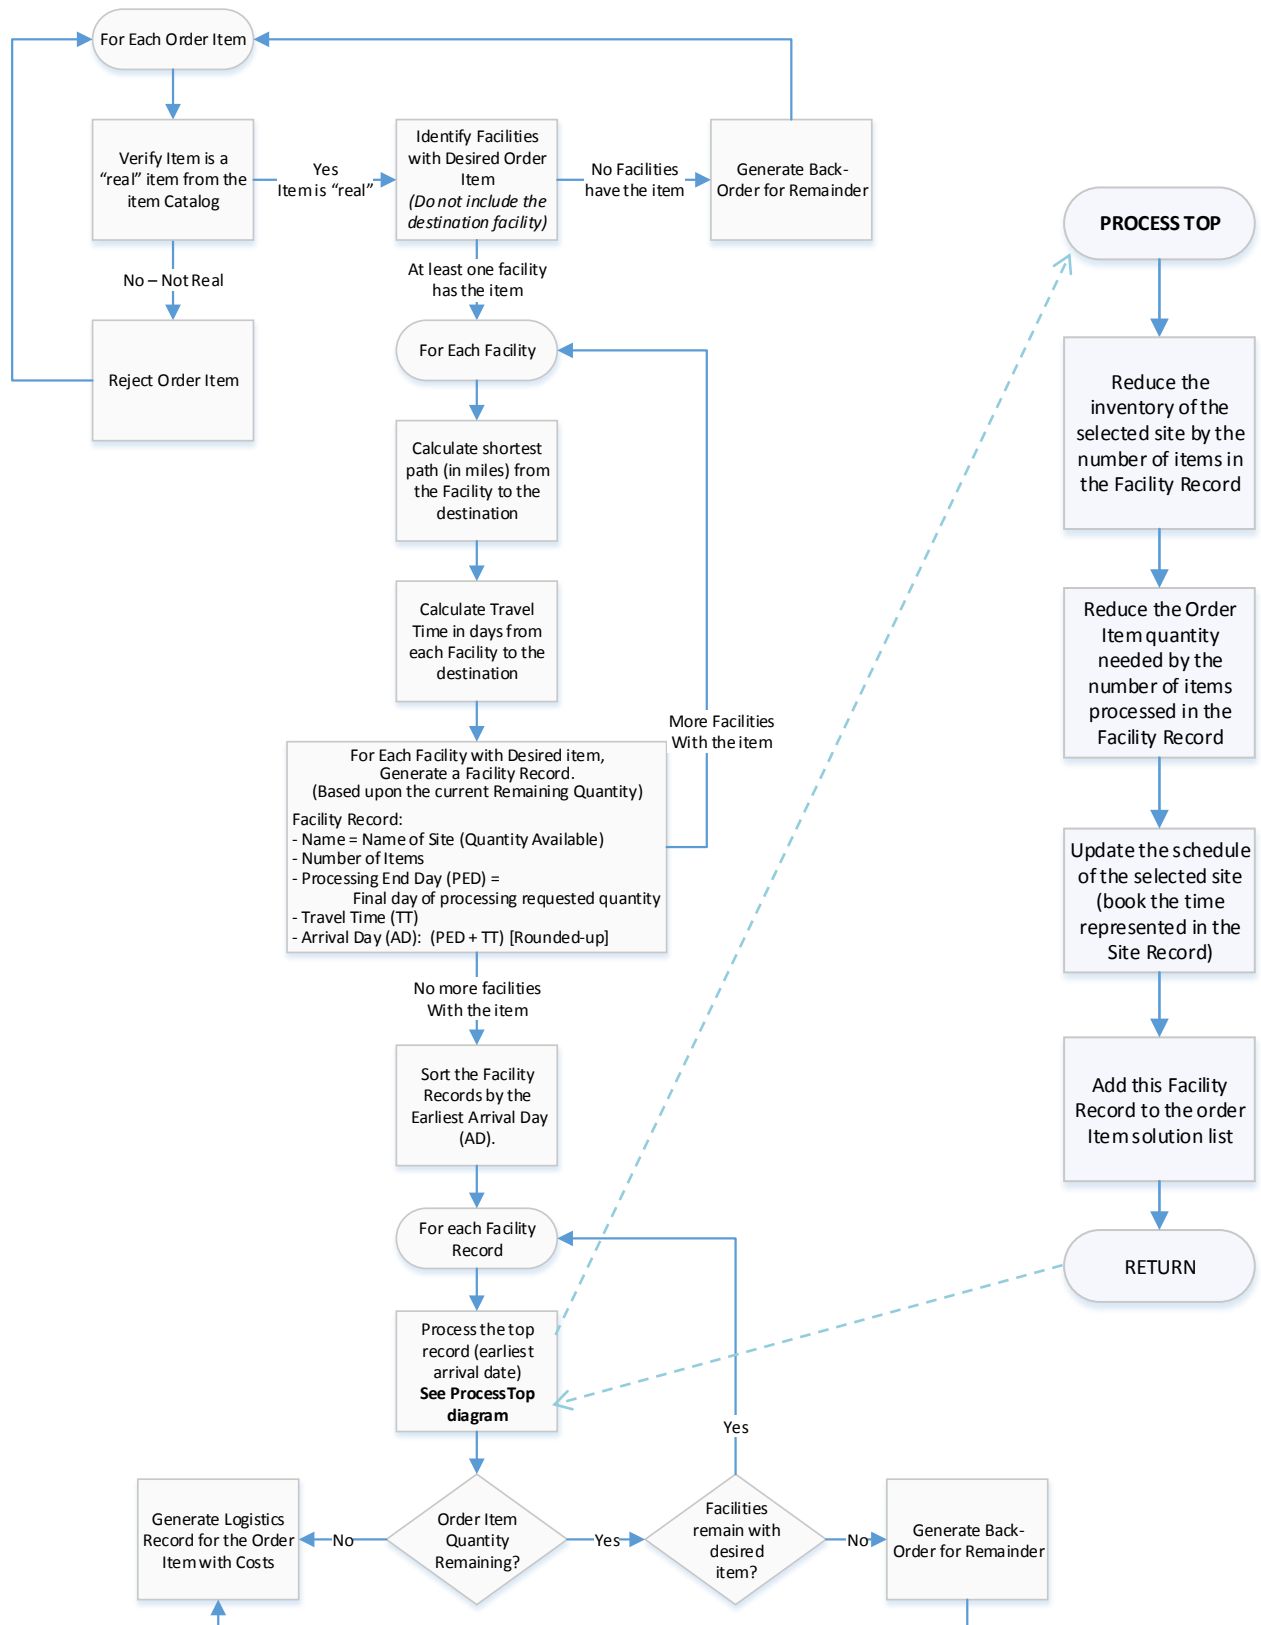 For Each Order Item
Verify Item is a
“real” item from the
item Catalog
Yes
Item is “real”
Identify Facilities
with Desired Order
Item
(Do not include the
destination facility)
No Facilities
have the item
Generate Back-
Order for Remainder
No – Not Real
Reject Order Item
At least one facility
has the item
For Each Facility
Calculate shortest
path (in miles) from
the Facility to the
destination
Calculate Travel
Time in days from
each Facility to the
destination
More Facilities
With the item
For Each Facility with Desired item,
Generate a Facility Record.
(Based upon the current Remaining Quantity)
Facility Record:
- Name = Name of Site (Quantity Available)
- Number of Items
- Processing End Day (PED) =
Final day of processing requested quantity
- Travel Time (TT)
- Arrival Day (AD): (PED + TT) [Rounded-up]
No more facilities
With the item
Sort the Facility
Records by the
Earliest Arrival Day
(AD).
For each Facility
Record
Process the top
record (earliest
arrival date)
See ProcessTop
diagram
Order Item
Quantity
Remaining?
No
Generate Logistics
Record for the Order
Item with Costs
Yes
Facilities
remain with
desired
item?
Yes
No
Generate Back-
Order for Remainder
PROCESS TOP
Reduce the
inventory of the
selected site by the
number of items in
the Facility Record
Reduce the Order
Item quantity
needed by the
number of items
processed in the
Facility Record
Update the schedule
of the selected site
(book the time
represented in the
Site Record)
Add this Facility
Record to the order
Item solution list
RETURN